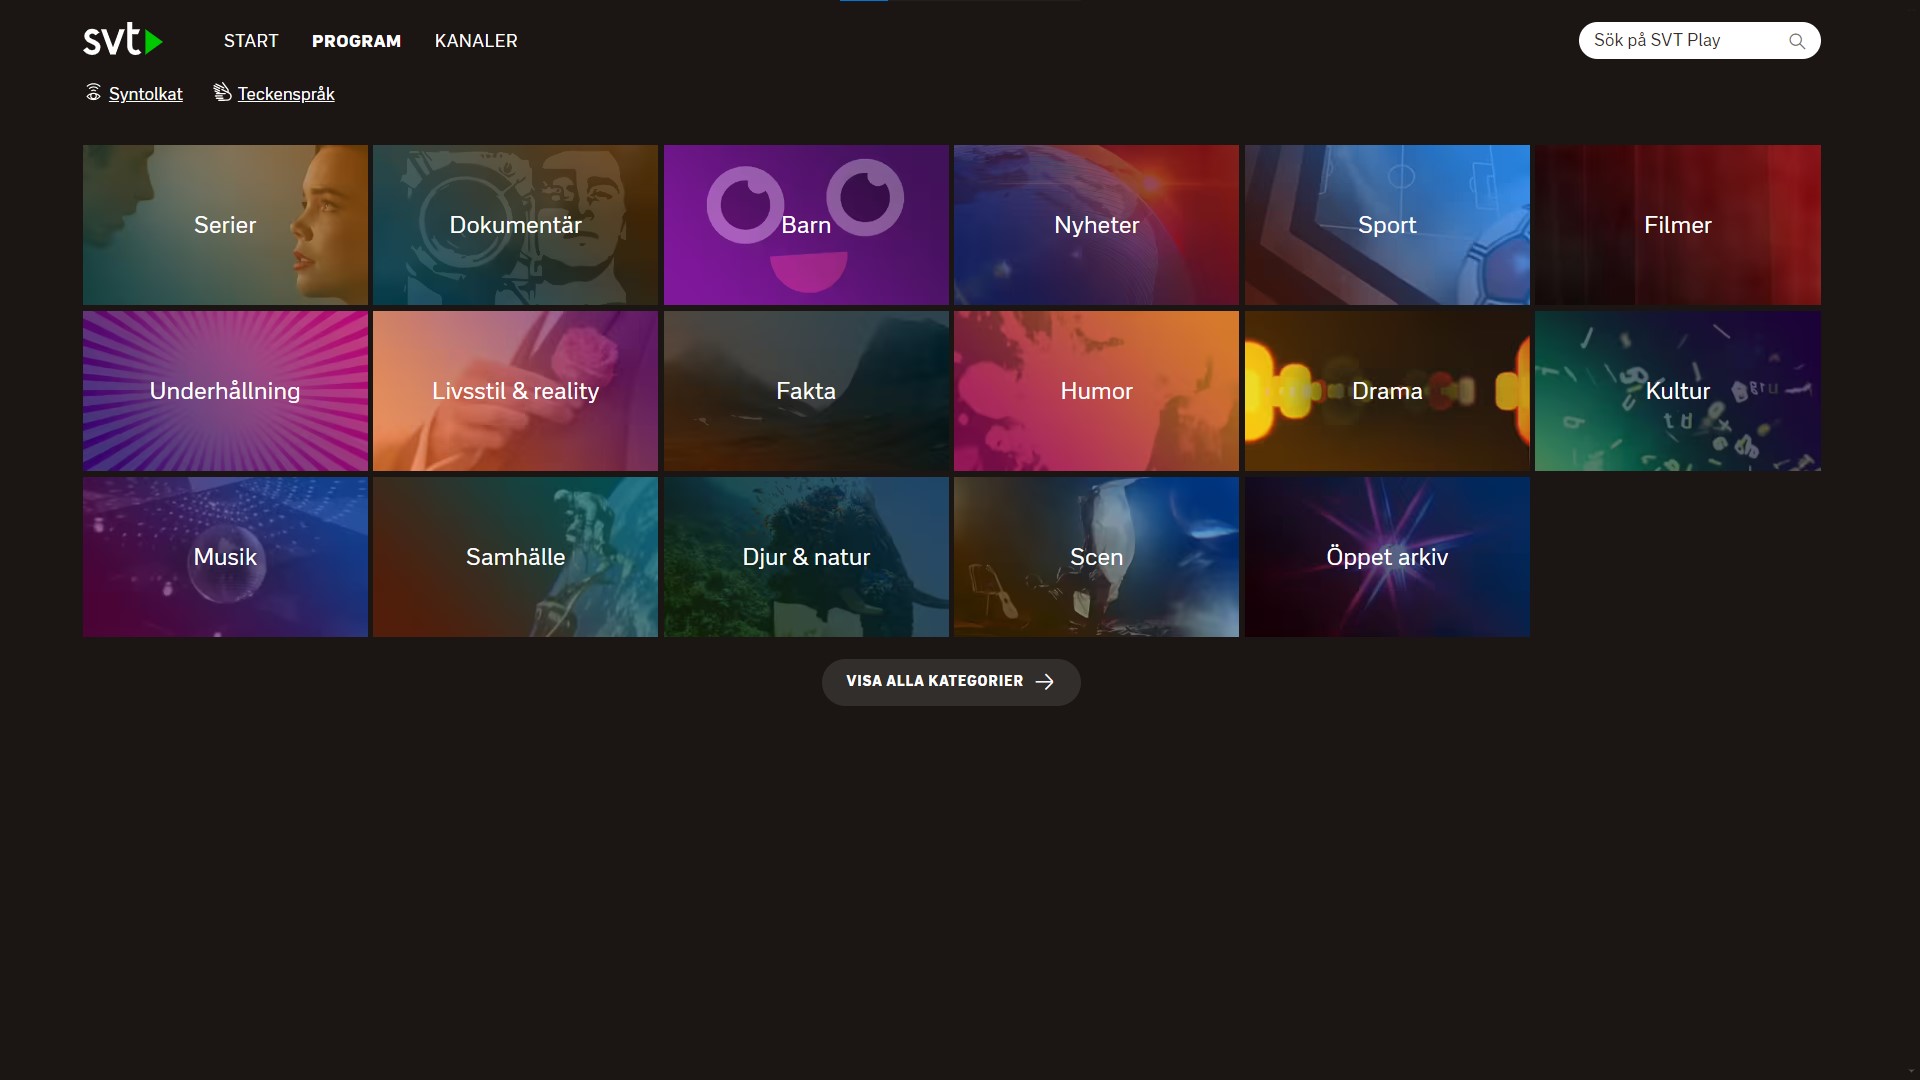 svt
START
PROGRAM
KANALER
Sök på SVT Play
Syntolkat
Teckenspråk
Serier
Dokumentär
Barn
Nyheter
Sport
Filmer
Underhållning
Livsstil & reality
Fakta
Humor
Drama
Kultur
Musik
Samhälle
Djur & natur
Scen
Öppet arkiv
VISA ALLA KATEGORIER